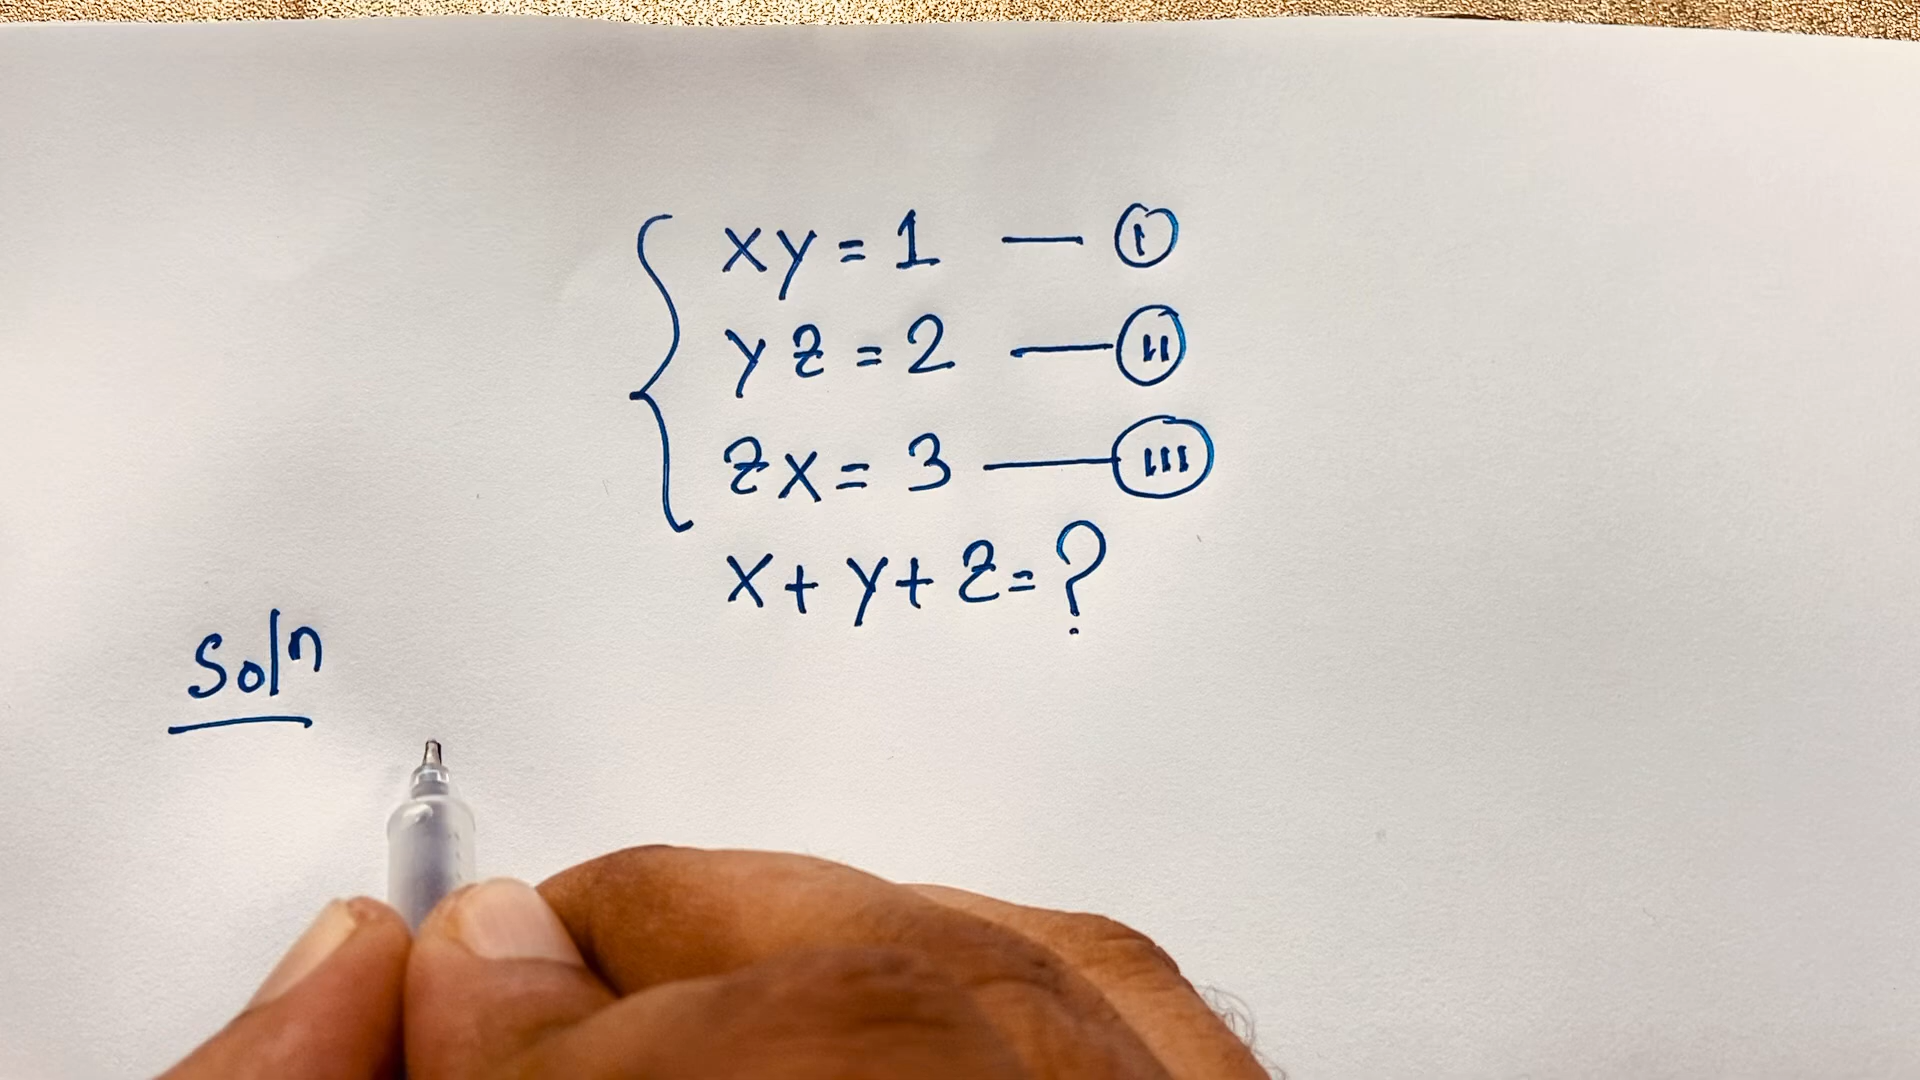 xy = 1 — (i)
yz = 2 — (ii)
zx = 3 — (iii)
x + y + z = ?
Soln